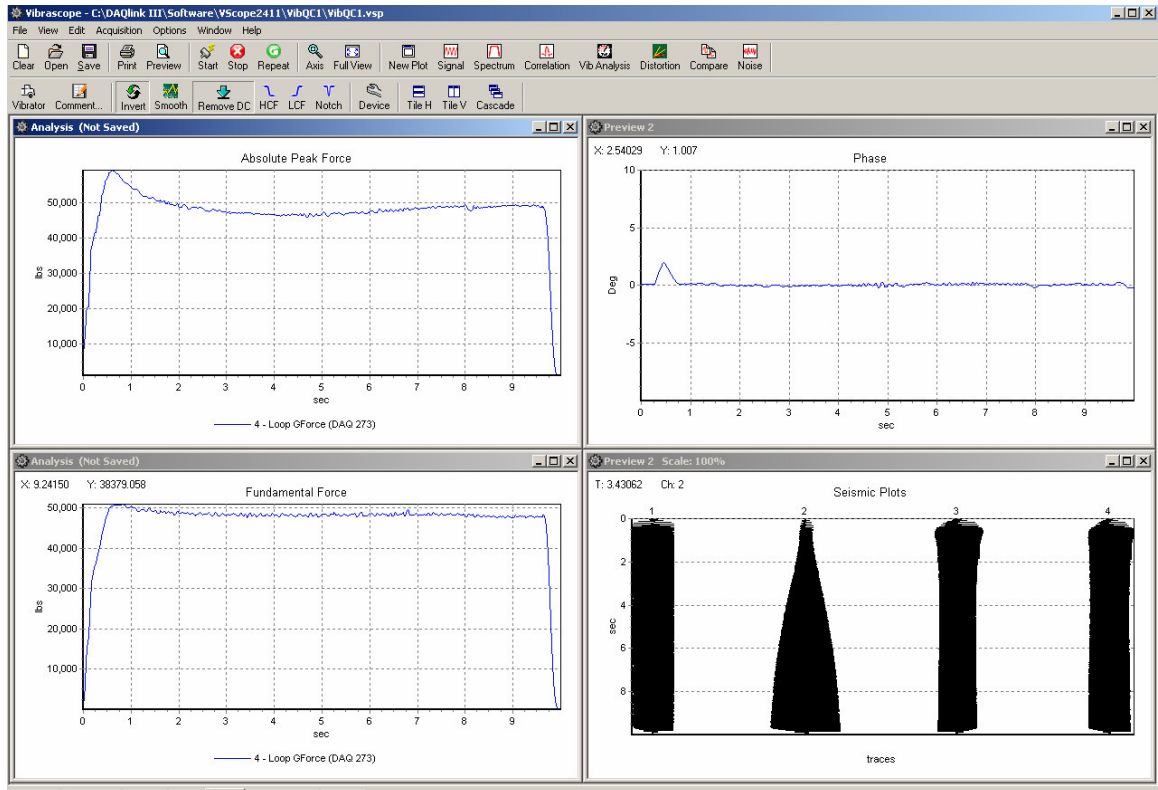 Vibrascope - C:\DAQlink III\Software\VScope2411\VibQC1\VibQC1.vsp
File View Edit Acquisition Options Window Help
Clear Open Save Print Preview Start Stop Repeat Axis Full View New Plot Signal Spectrum Correlation Vib Analysis Distortion Compare Noise
Vibrator Comment... Invert Smooth Remove DC HCF LCF Notch Device Tile H Tile V Cascade
Analysis (Not Saved)
Absolute Peak Force
50,000
40,000
30,000
20,000
10,000
lbs
0 1 2 3 4 5 6 7 8 9
sec
4 - Loop GForce (DAQ 273)
Preview 2
X: 2.54029 Y: 1.007
Phase
10
5
0
-5
Deg
0 1 2 3 4 5 6 7 8 9
sec
Analysis (Not Saved)
X: 9.24150 Y: 38379.058
Fundamental Force
50,000
40,000
30,000
20,000
10,000
lbs
0 1 2 3 4 5 6 7 8 9
sec
4 - Loop GForce (DAQ 273)
Preview 2 Scale: 100%
T: 3.43062 Ch: 2
Seismic Plots
1 2 3 4
0
2
4
6
8
sec
traces